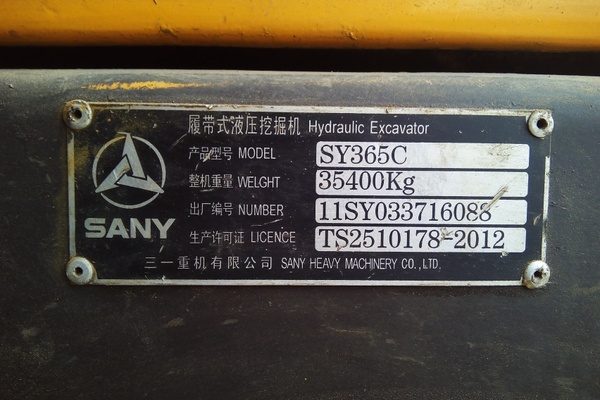 履带式液压挖掘机 Hydraulic Excavator
产品型号 MODEL SY365C
整机重量 WELGHT 35400Kg
出厂编号 NUMBER 11SY033716088
生产许可证 LICENCE TS2510178-2012
SANY
三一重机有限公司 SANY HEAVY MACHINERY CO.,LTD.